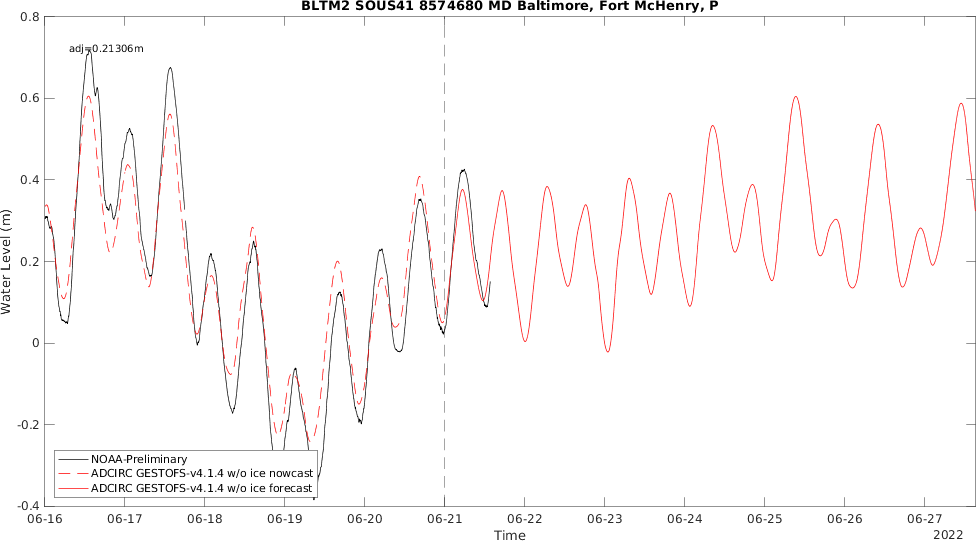 BLTM2 SOUS41 8574680 MD Baltimore, Fort McHenry, P
adj=0.21306m
Water Level (m)
0.8
0.6
0.4
0.2
0
-0.2
-0.4
NOAA-Preliminary
ADCIRC GESTOFS-v4.1.4 w/o ice nowcast
ADCIRC GESTOFS-v4.1.4 w/o ice forecast
06-16 06-17 06-18 06-19 06-20 06-21 06-22 06-23 06-24 06-25 06-26 06-27
Time
2022